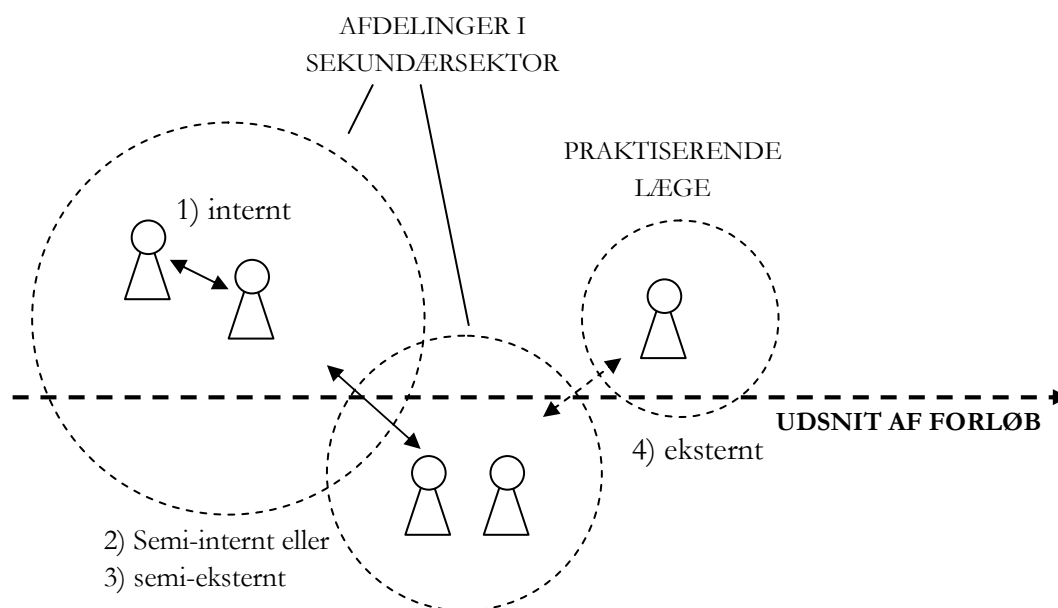 AFDELINGER I
SEKUNDÆRSEKTOR
PRAKTISERENDE
LÆGE
1) internt
UDSNIT AF FORLØB
4) eksternt
2) Semi-internt eller
3) semi-eksternt